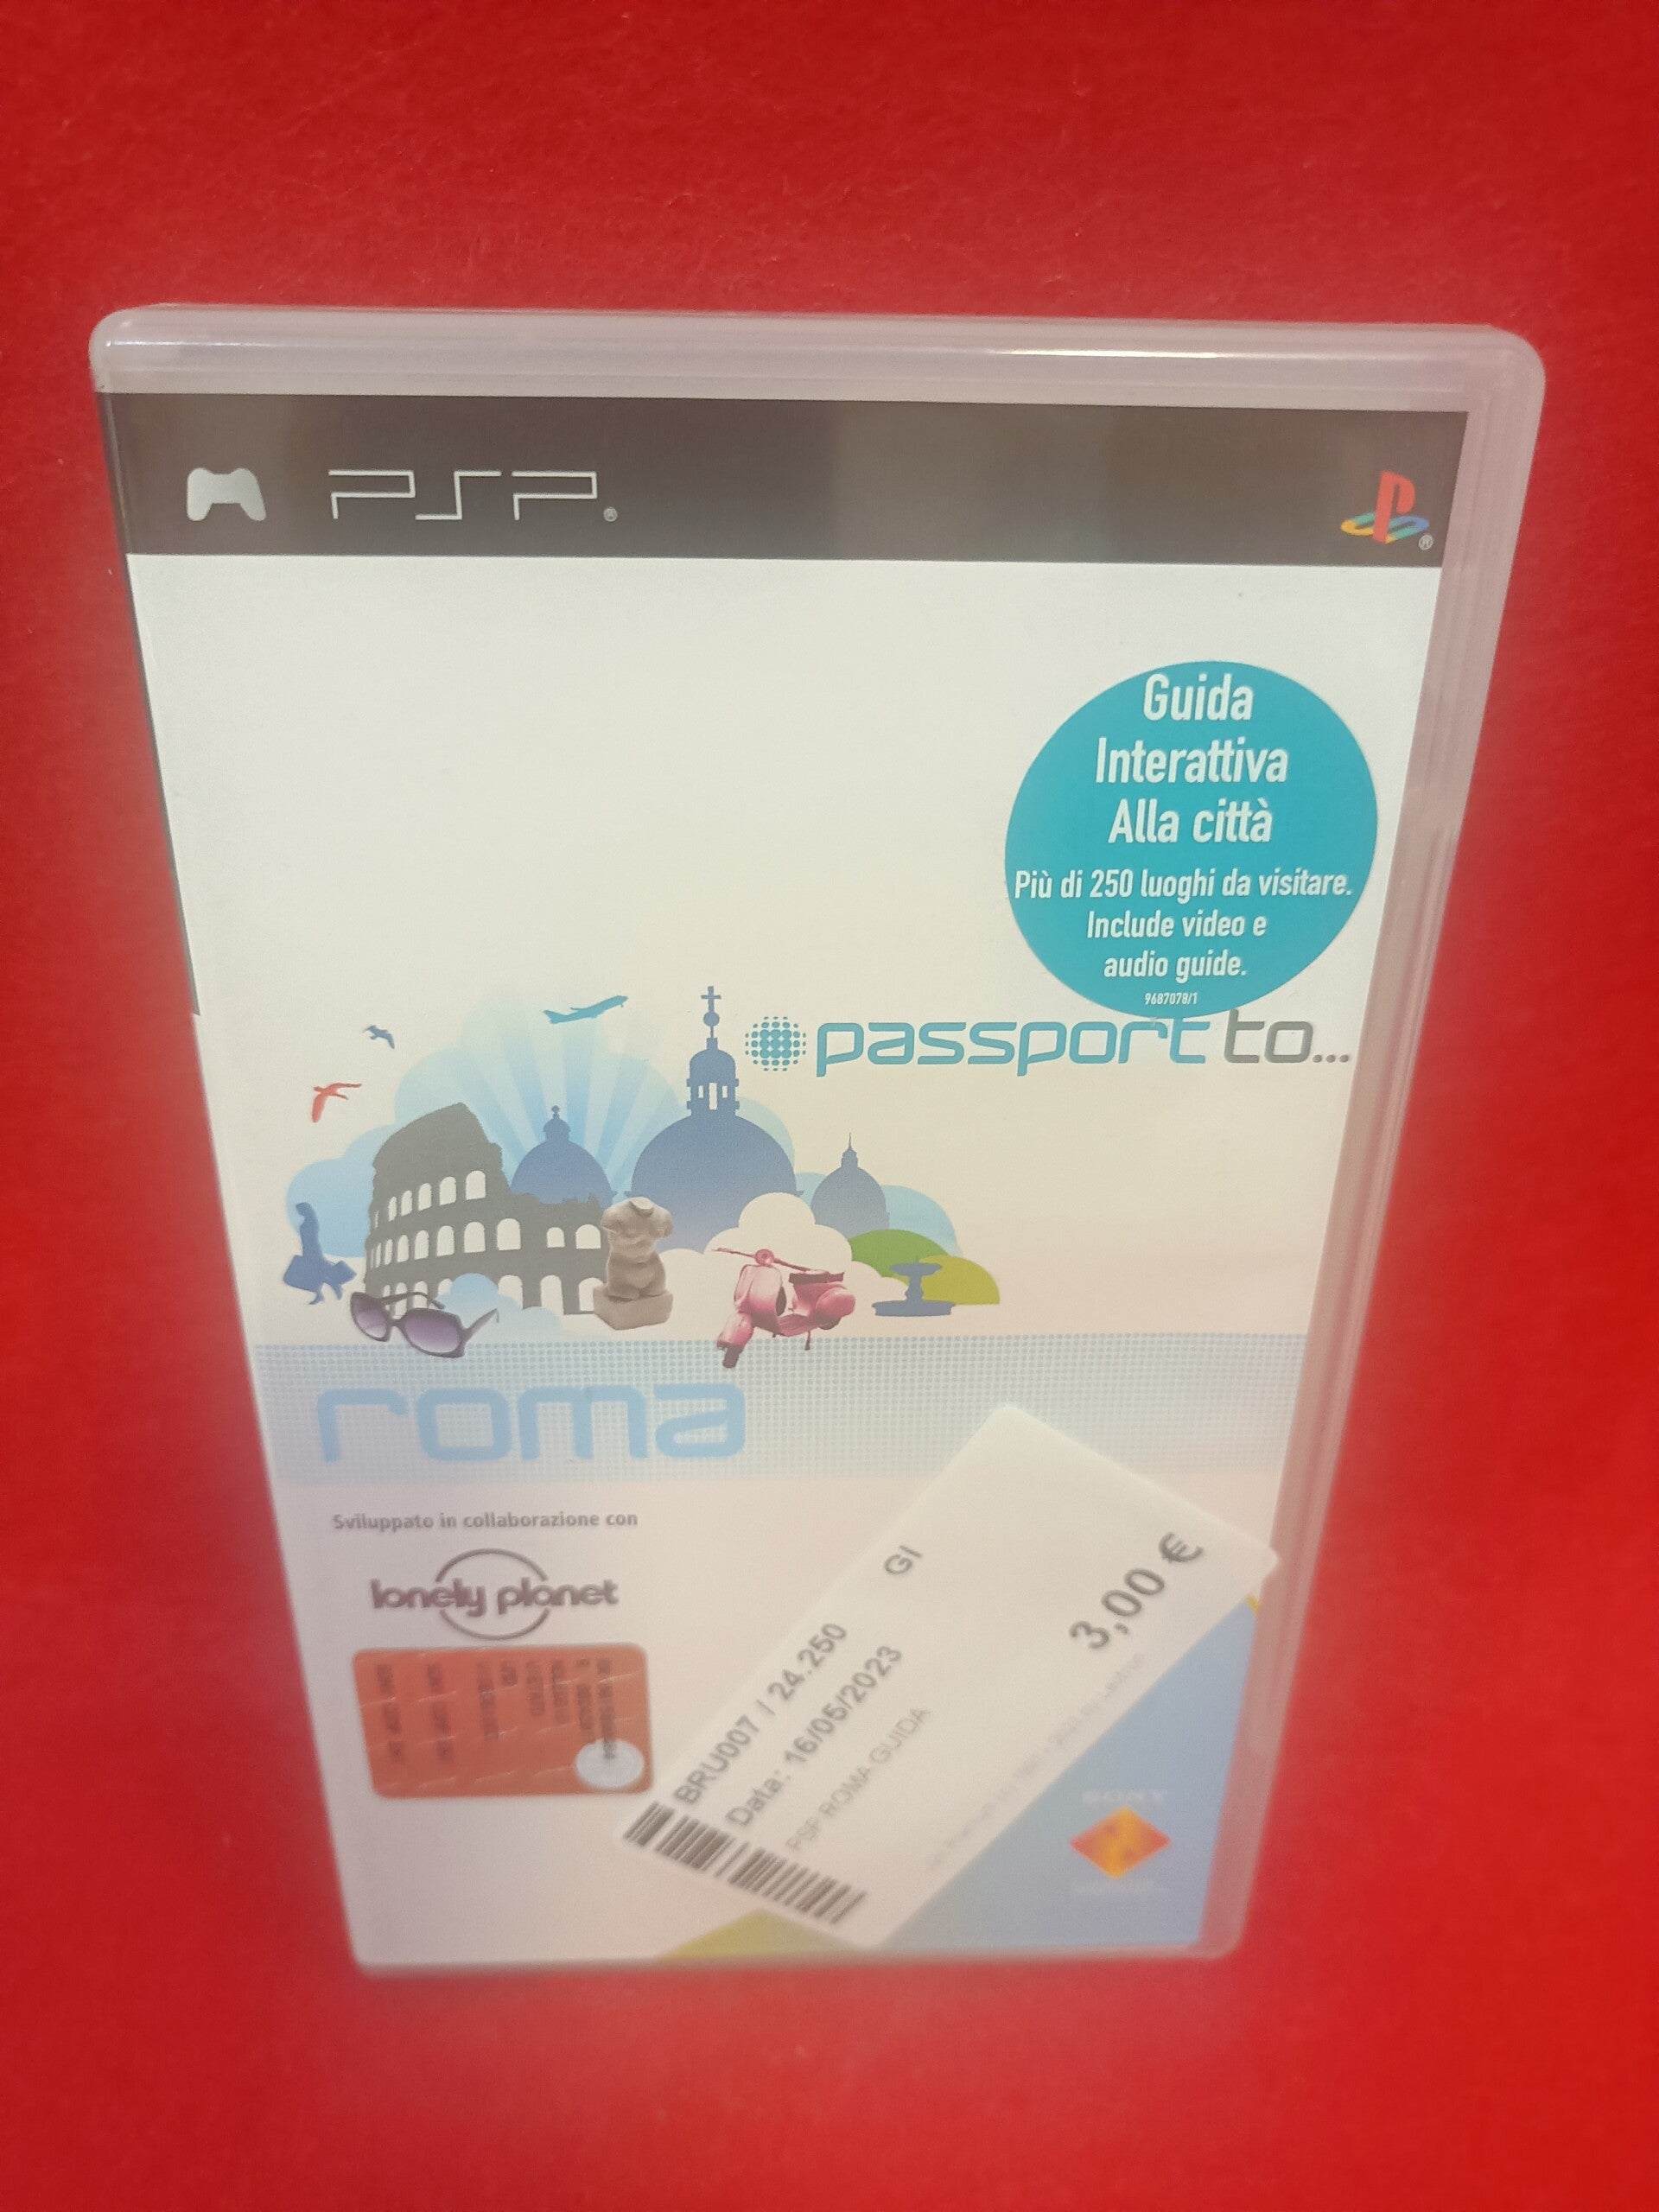 PSP®
Guida
Interattiva
Alla città
Più di 250 luoghi da visitare.
Include video e
audio guide.
9687078/1
passport to...
roma
Sviluppato in collaborazione con
lonely planet
BRU007 / 24.250 GI
Data: 16/05/2023
PSP ROMA GUIDA
3,00 €
SONY